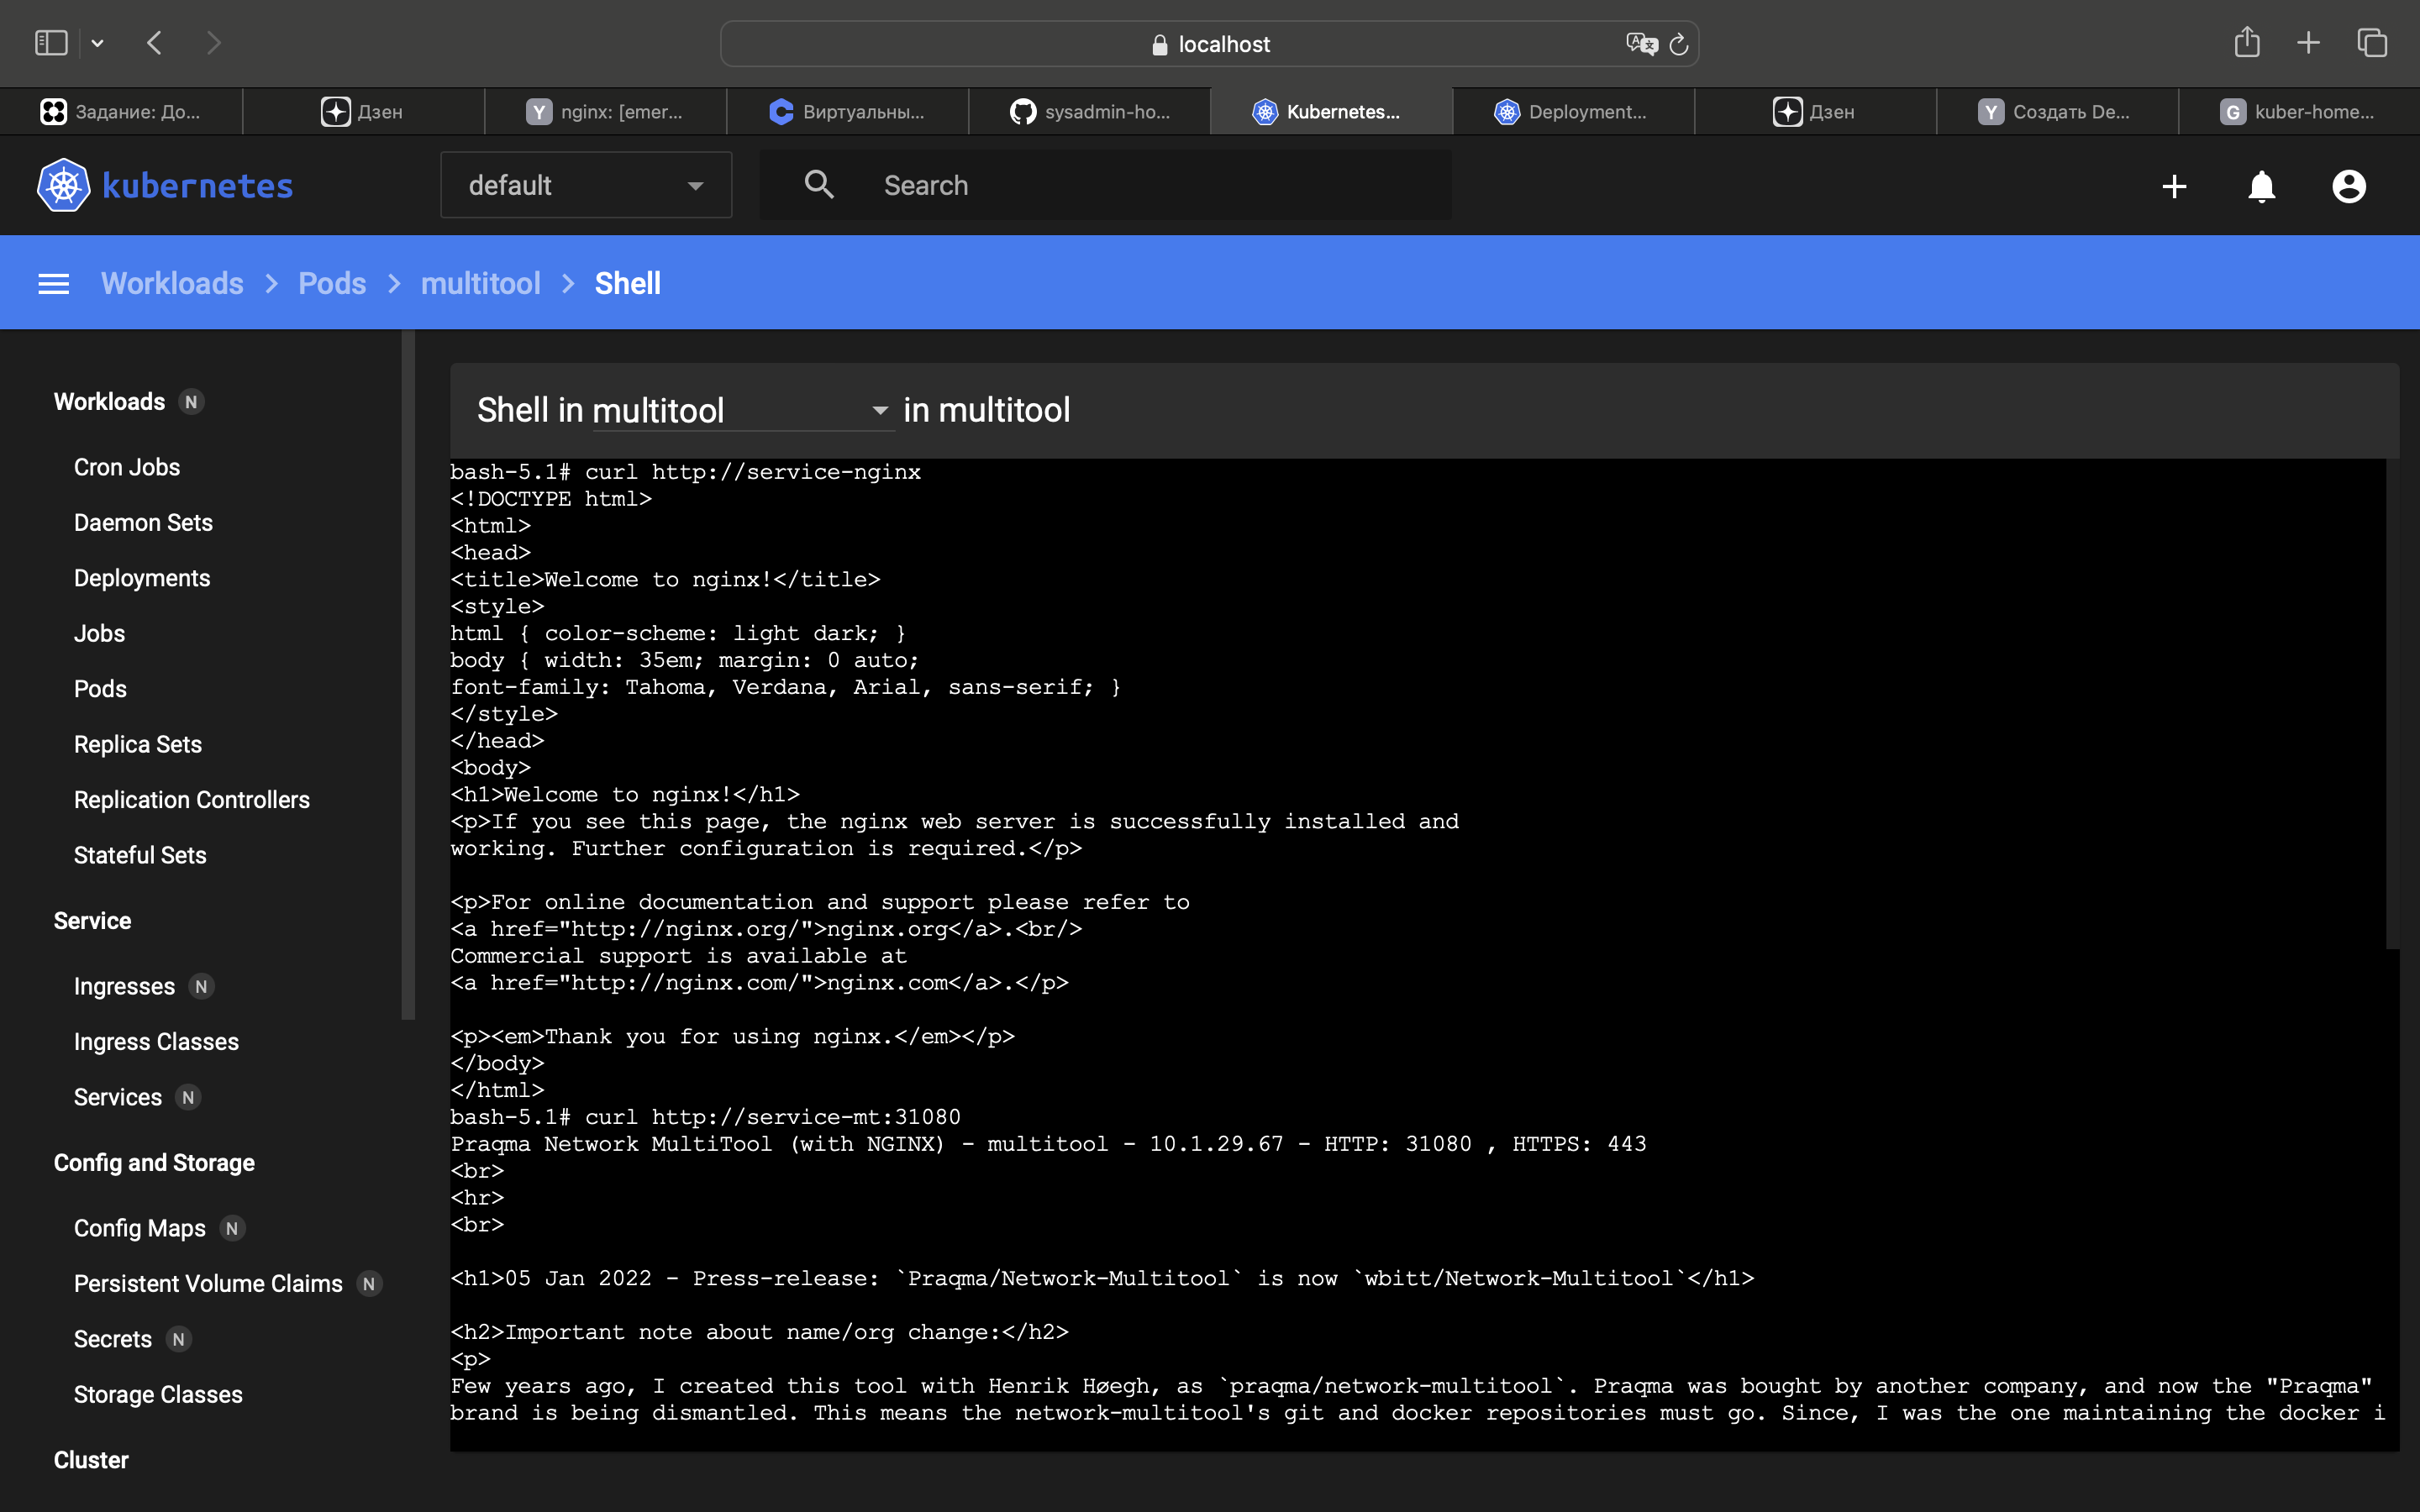 localhost
Задание: До...
Дзен
Y nginx: [emer...
Виртуальны...
sysadmin-ho...
Kubernetes...
Deployment...
Дзен
Y Создать De...
G kuber-home...
kubernetes
default
Search
Workloads > Pods > multitool > Shell
Workloads N
Cron Jobs
Daemon Sets
Deployments
Jobs
Pods
Replica Sets
Replication Controllers
Stateful Sets
Service
Ingresses N
Ingress Classes
Services N
Config and Storage
Config Maps N
Persistent Volume Claims N
Secrets N
Storage Classes
Cluster
Shell in multitool in multitool
bash-5.1# curl http://service-nginx
<!DOCTYPE html>
<html>
<head>
<title>Welcome to nginx!</title>
<style>
html { color-scheme: light dark; }
body { width: 35em; margin: 0 auto;
font-family: Tahoma, Verdana, Arial, sans-serif; }
</style>
</head>
<body>
<h1>Welcome to nginx!</h1>
<p>If you see this page, the nginx web server is successfully installed and
working. Further configuration is required.</p>
<p>For online documentation and support please refer to
<a href="http://nginx.org/">nginx.org</a>.<br/>
Commercial support is available at
<a href="http://nginx.com/">nginx.com</a>.</p>
<p><em>Thank you for using nginx.</em></p>
</body>
</html>
bash-5.1# curl http://service-mt:31080
Praqma Network MultiTool (with NGINX) - multitool - 10.1.29.67 - HTTP: 31080 , HTTPS: 443
<br>
<hr>
<br>
<h1>05 Jan 2022 - Press-release: `Praqma/Network-Multitool` is now `wbitt/Network-Multitool`</h1>
<h2>Important note about name/org change:</h2>
<p>
Few years ago, I created this tool with Henrik Høegh, as `praqma/network-multitool`. Praqma was bought by another company, and now the "Praqma"
brand is being dismantled. This means the network-multitool's git and docker repositories must go. Since, I was the one maintaining the docker i